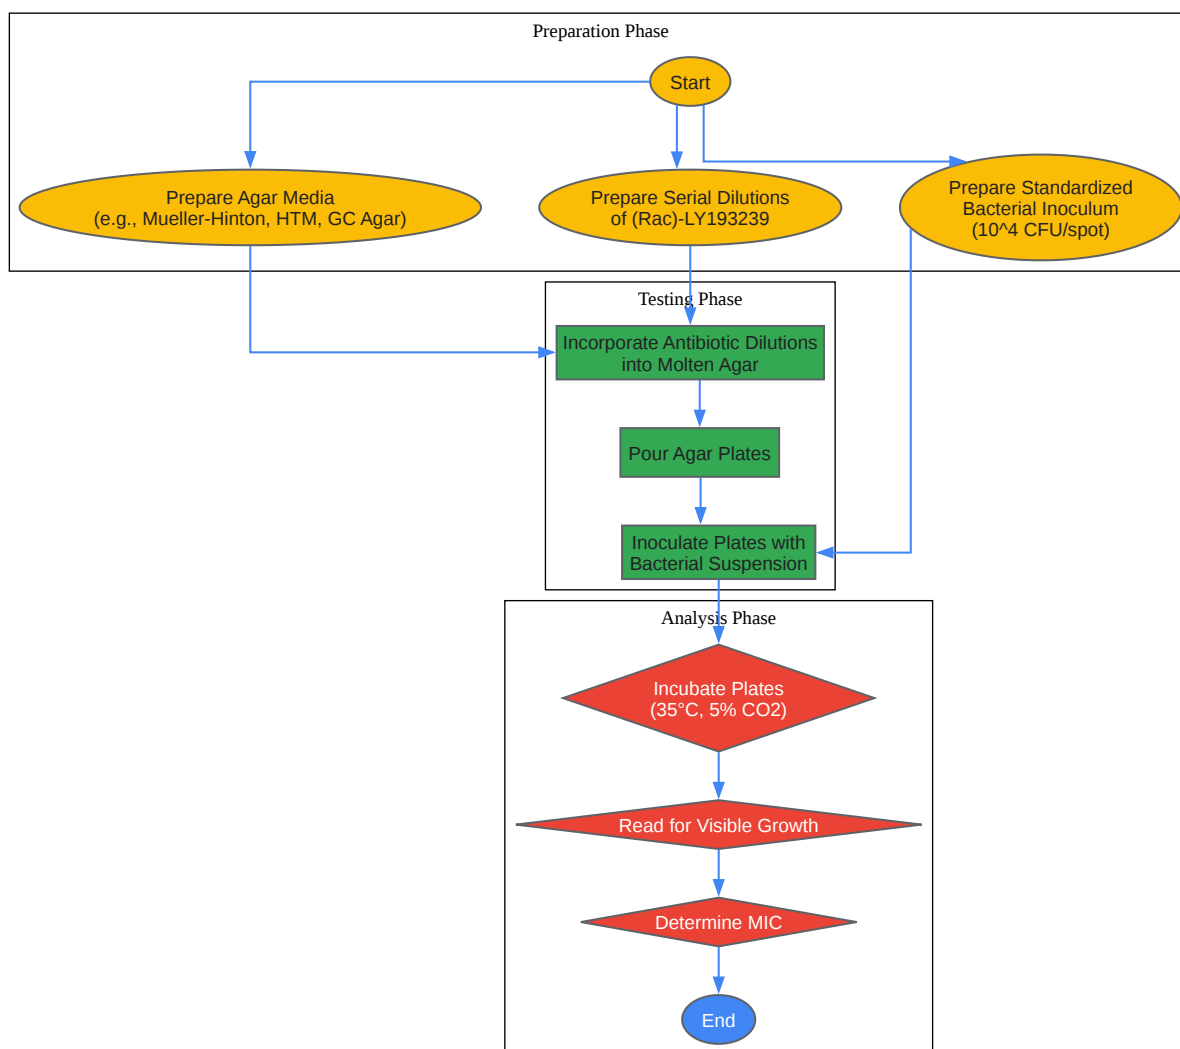 Preparation Phase
Start
Prepare Agar Media
(e.g., Mueller-Hinton, HTM, GC Agar)
Prepare Serial Dilutions
of (Rac)-LY193239
Prepare Standardized
Bacterial Inoculum
(10^4 CFU/spot)
Testing Phase
Incorporate Antibiotic Dilutions
into Molten Agar
Pour Agar Plates
Inoculate Plates with
Bacterial Suspension
Analysis Phase
Incubate Plates
(35°C, 5% CO2)
Read for Visible Growth
Determine MIC
End